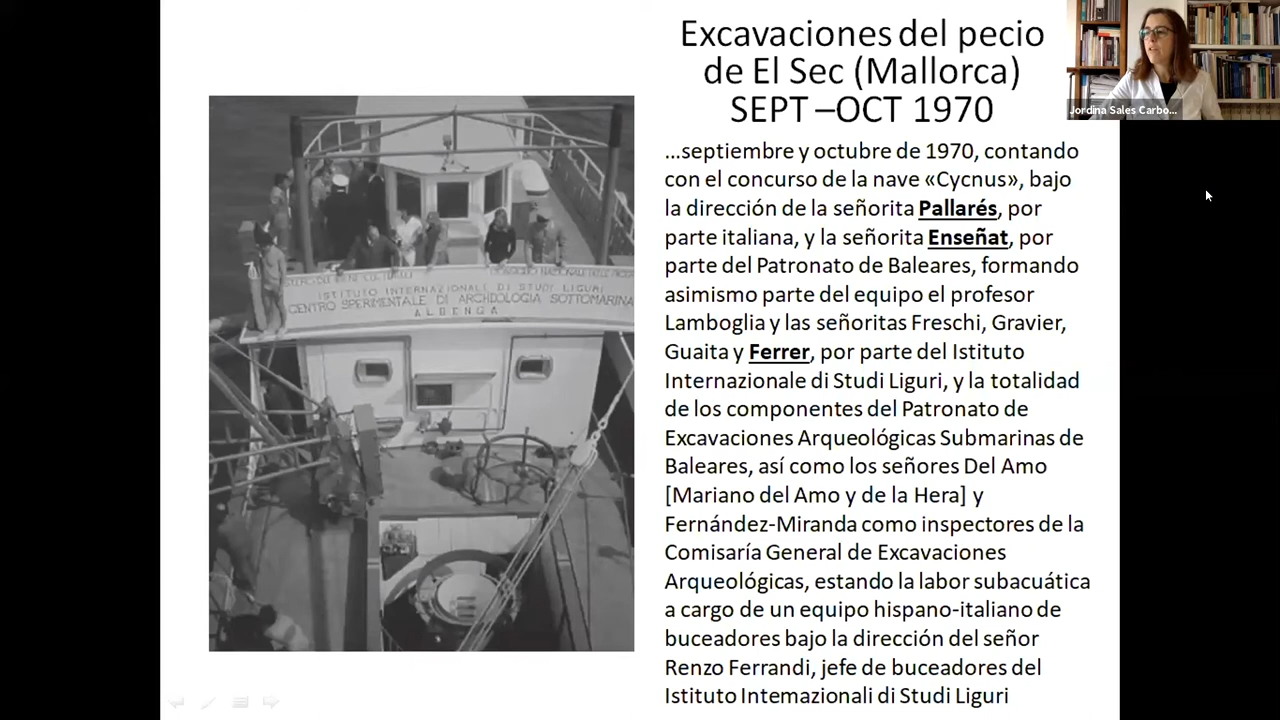 Excavaciones del pecio
de El Sec (Mallorca)
SEPT –OCT 1970
Jordina Sales Carbo...
...septiembre y octubre de 1970, contando
con el concurso de la nave «Cycnus», bajo
la dirección de la señorita Pallarés, por
parte italiana, y la señorita Enseñat, por
parte del Patronato de Baleares, formando
asimismo parte del equipo el profesor
Lamboglia y las señoritas Freschi, Gravier,
Guaita y Ferrer, por parte del Istituto
Internazionale di Studi Liguri, y la totalidad
de los componentes del Patronato de
Excavaciones Arqueológicas Submarinas de
Baleares, así como los señores Del Amo
[Mariano del Amo y de la Hera] y
Fernández-Miranda como inspectores de la
Comisaría General de Excavaciones
Arqueológicas, estando la labor subacuática
a cargo de un equipo hispano-italiano de
buceadores bajo la dirección del señor
Renzo Ferrandi, jefe de buceadores del
Istituto Intemazionali di Studi Liguri
ISTITUTO INTERNAZIONALE DI STUDI LIGURI
CENTRO SPERIMENTALE DI ARCHEOLOGIA SOTTOMARINA
ALBENGA